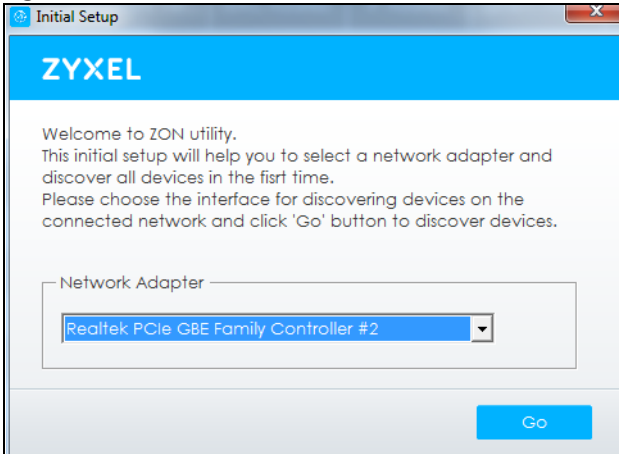 Initial Setup
ZYXEL
Welcome to ZON utility.
This initial setup will help you to select a network adapter and
discover all devices in the fisrt time.
Please choose the interface for discovering devices on the
connected network and click 'Go' button to discover devices.
Network Adapter
Realtek PCIe GBE Family Controller #2
Go